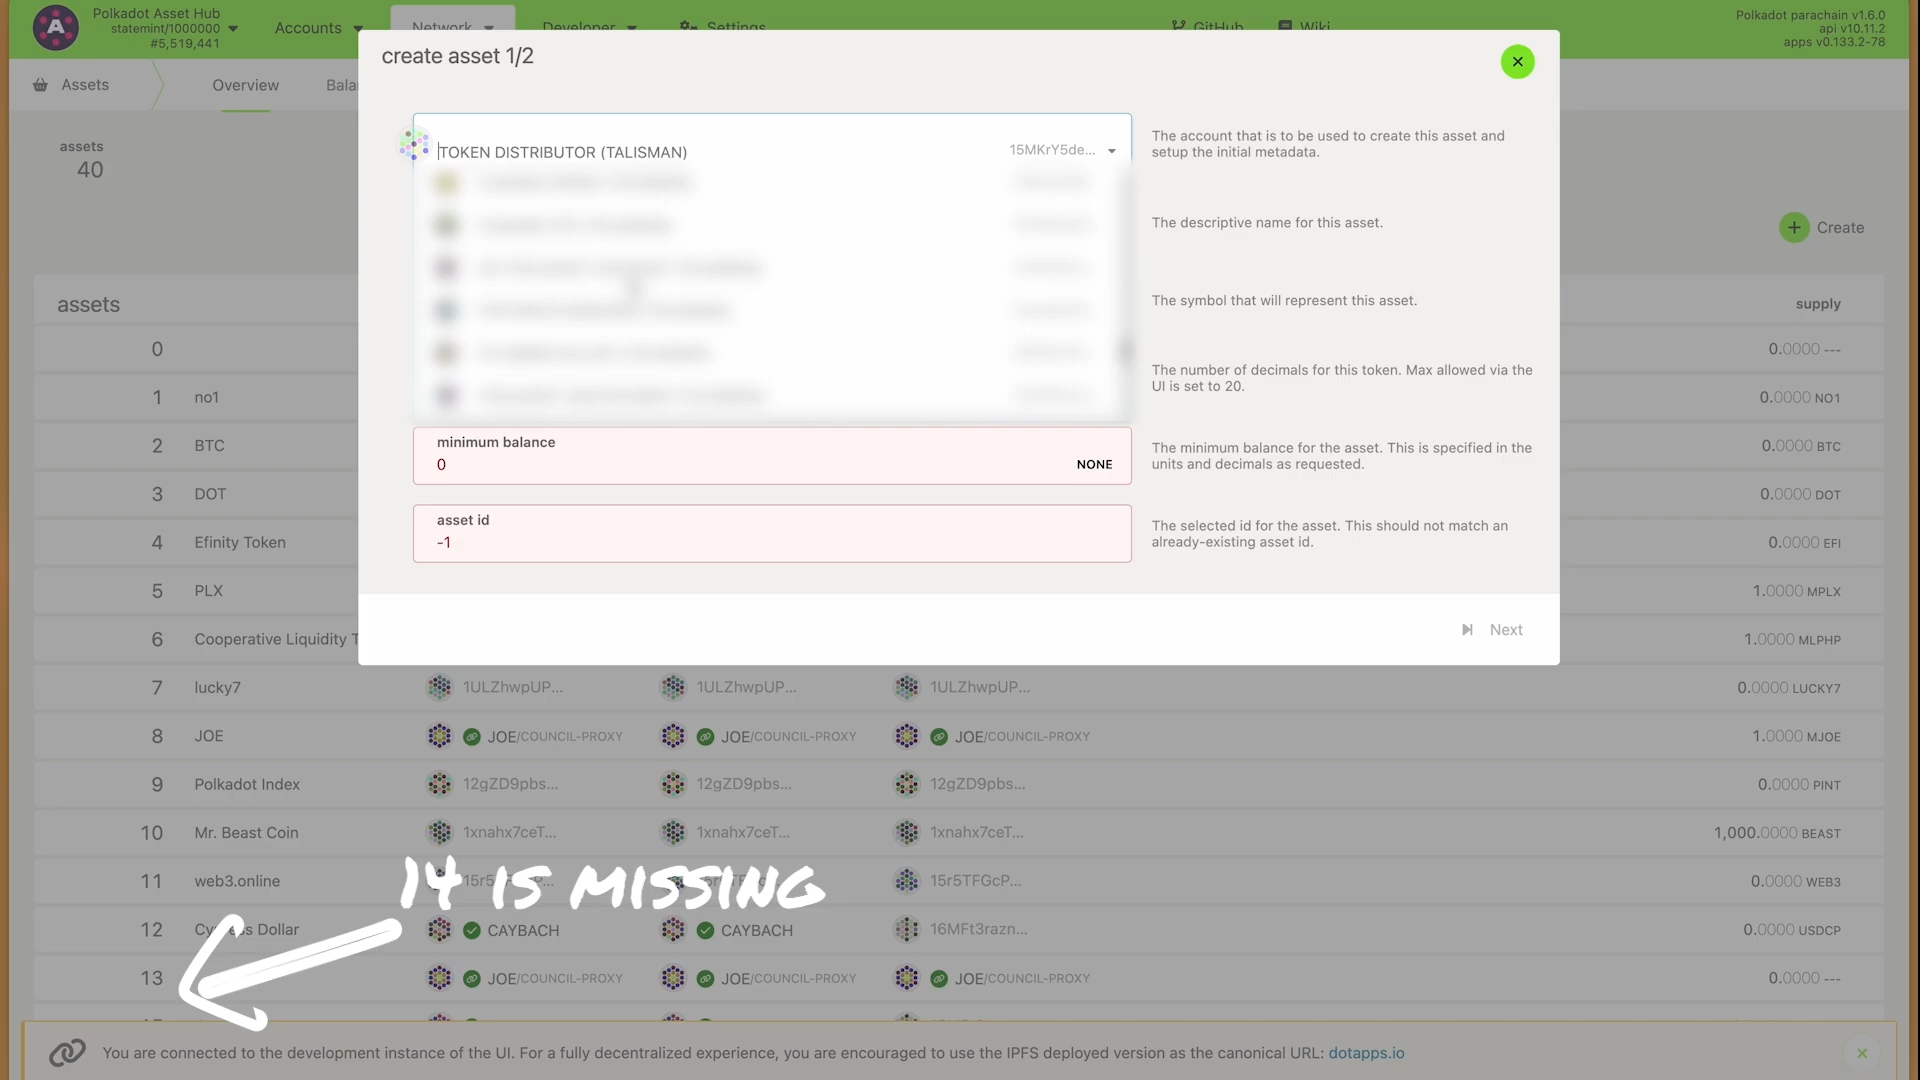 Polkadot Asset Hub
statemint/1000000
#5,519,441
Accounts
Network
Developer
Settings
GitHub
Wiki
Polkadot parachain v1.6.0
api v10.11.2
apps v0.133.2-78
Assets
Overview
Bala
assets
40
create asset 1/2
TOKEN DISTRIBUTOR (TALISMAN)
15MKrY5de...
The account that is to be used to create this asset and
setup the initial metadata.
The descriptive name for this asset.
The symbol that will represent this asset.
The number of decimals for this token. Max allowed via the
UI is set to 20.
minimum balance
0
NONE
The minimum balance for the asset. This is specified in the
units and decimals as requested.
asset id
-1
The selected id for the asset. This should not match an
already-existing asset id.
Next
Create
assets
supply
0 0.0000 ---
1 no1 0.0000 NO1
2 BTC 0.0000 BTC
3 DOT 0.0000 DOT
4 Efinity Token 0.0000 EFI
5 PLX 1.0000 MPLX
6 Cooperative Liquidity T 1.0000 MLPHP
7 lucky7 1ULZhwpUP... 1ULZhwpUP... 1ULZhwpUP... 0.0000 LUCKY7
8 JOE JOE/COUNCIL-PROXY JOE/COUNCIL-PROXY JOE/COUNCIL-PROXY 1.0000 MJOE
9 Polkadot Index 12gZD9pbs... 12gZD9pbs... 12gZD9pbs... 0.0000 PINT
10 Mr. Beast Coin 1xnahx7ceT... 1xnahx7ceT... 1xnahx7ceT... 1,000.0000 BEAST
11 web3.online 15r5TFGcP... 0.0000 WEB3
14 IS MISSING
12 Dollar CAYBACH CAYBACH 16MFt3razn... 0.0000 USDCP
13 JOE/COUNCIL-PROXY JOE/COUNCIL-PROXY JOE/COUNCIL-PROXY 0.0000 ---
You are connected to the development instance of the UI. For a fully decentralized experience, you are encouraged to use the IPFS deployed version as the canonical URL: dotapps.io